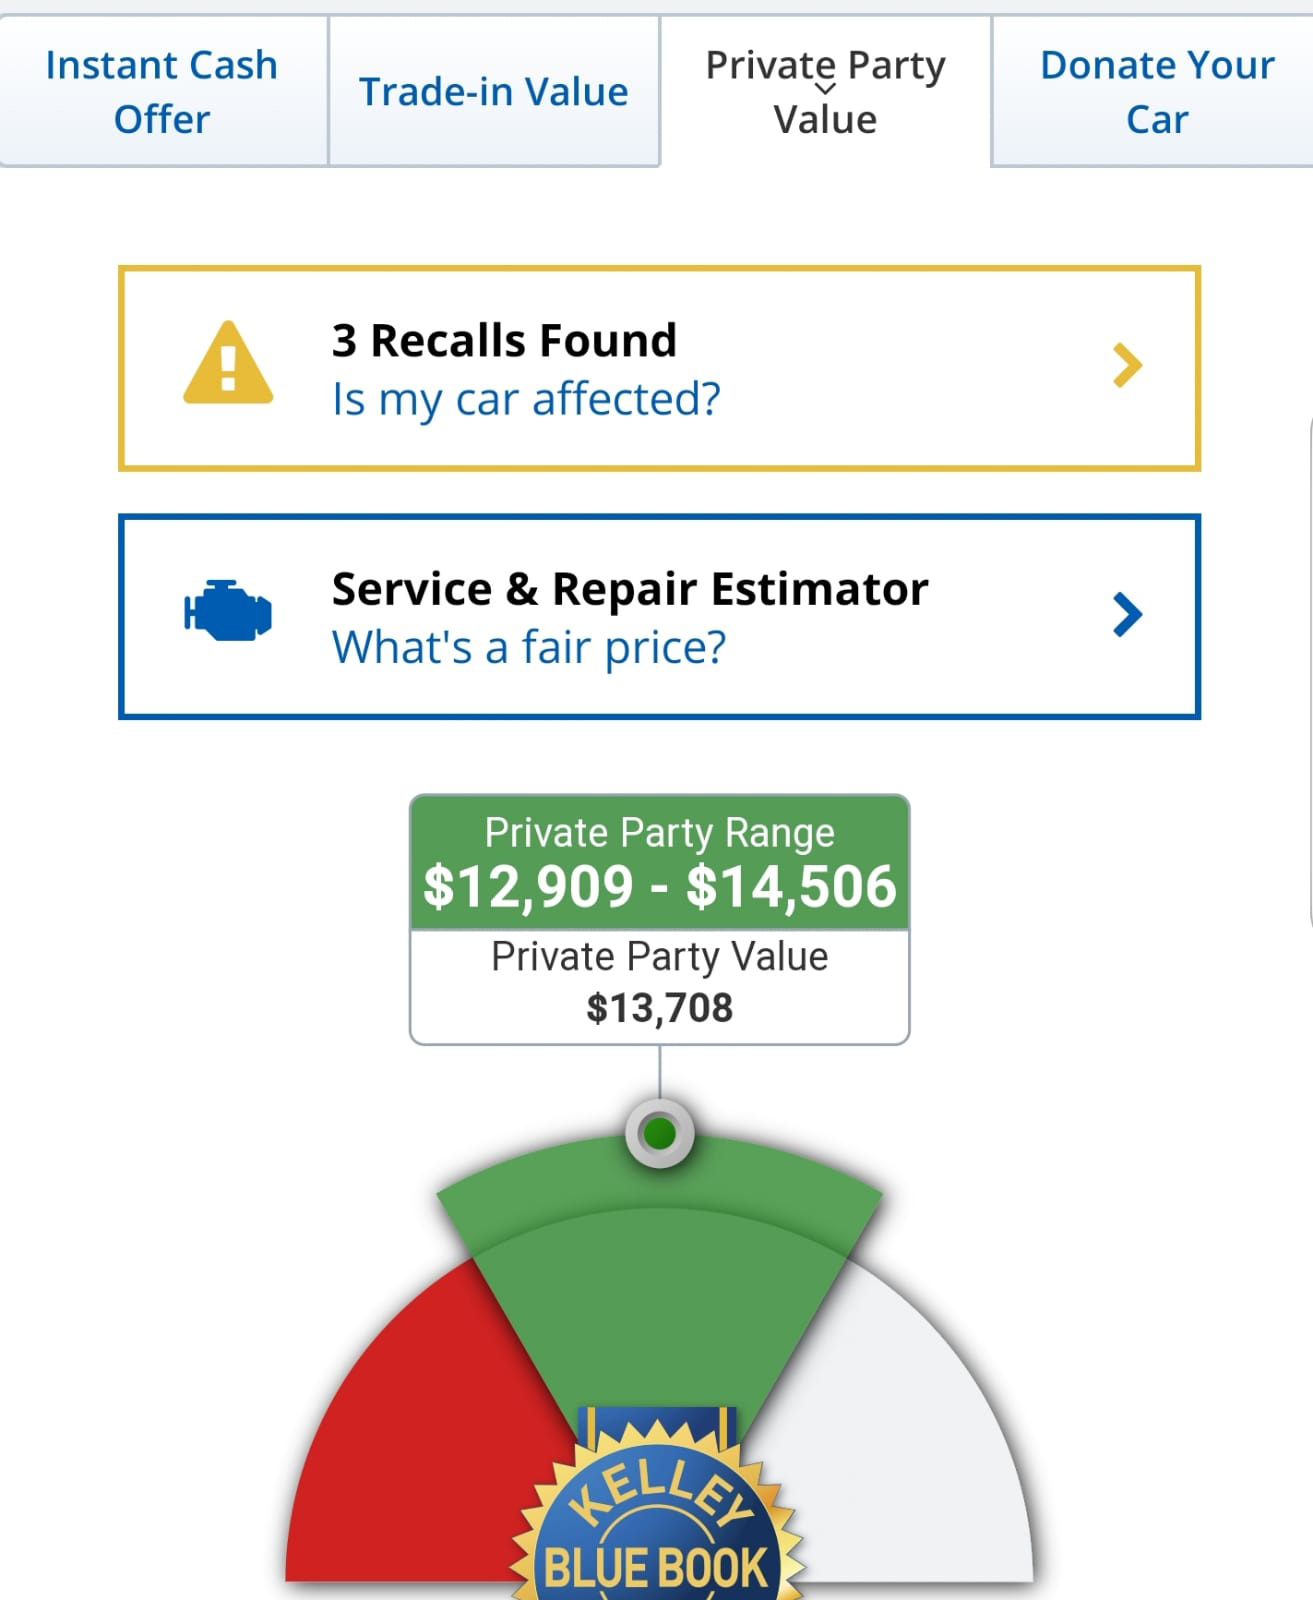 Instant Cash
Offer
Trade-in Value
Private Party
Value
Donate Your
Car
3 Recalls Found
Is my car affected?
Service & Repair Estimator
What's a fair price?
Private Party Range
$12,909 - $14,506
Private Party Value
$13,708
KELLEY
BLUE BOOK